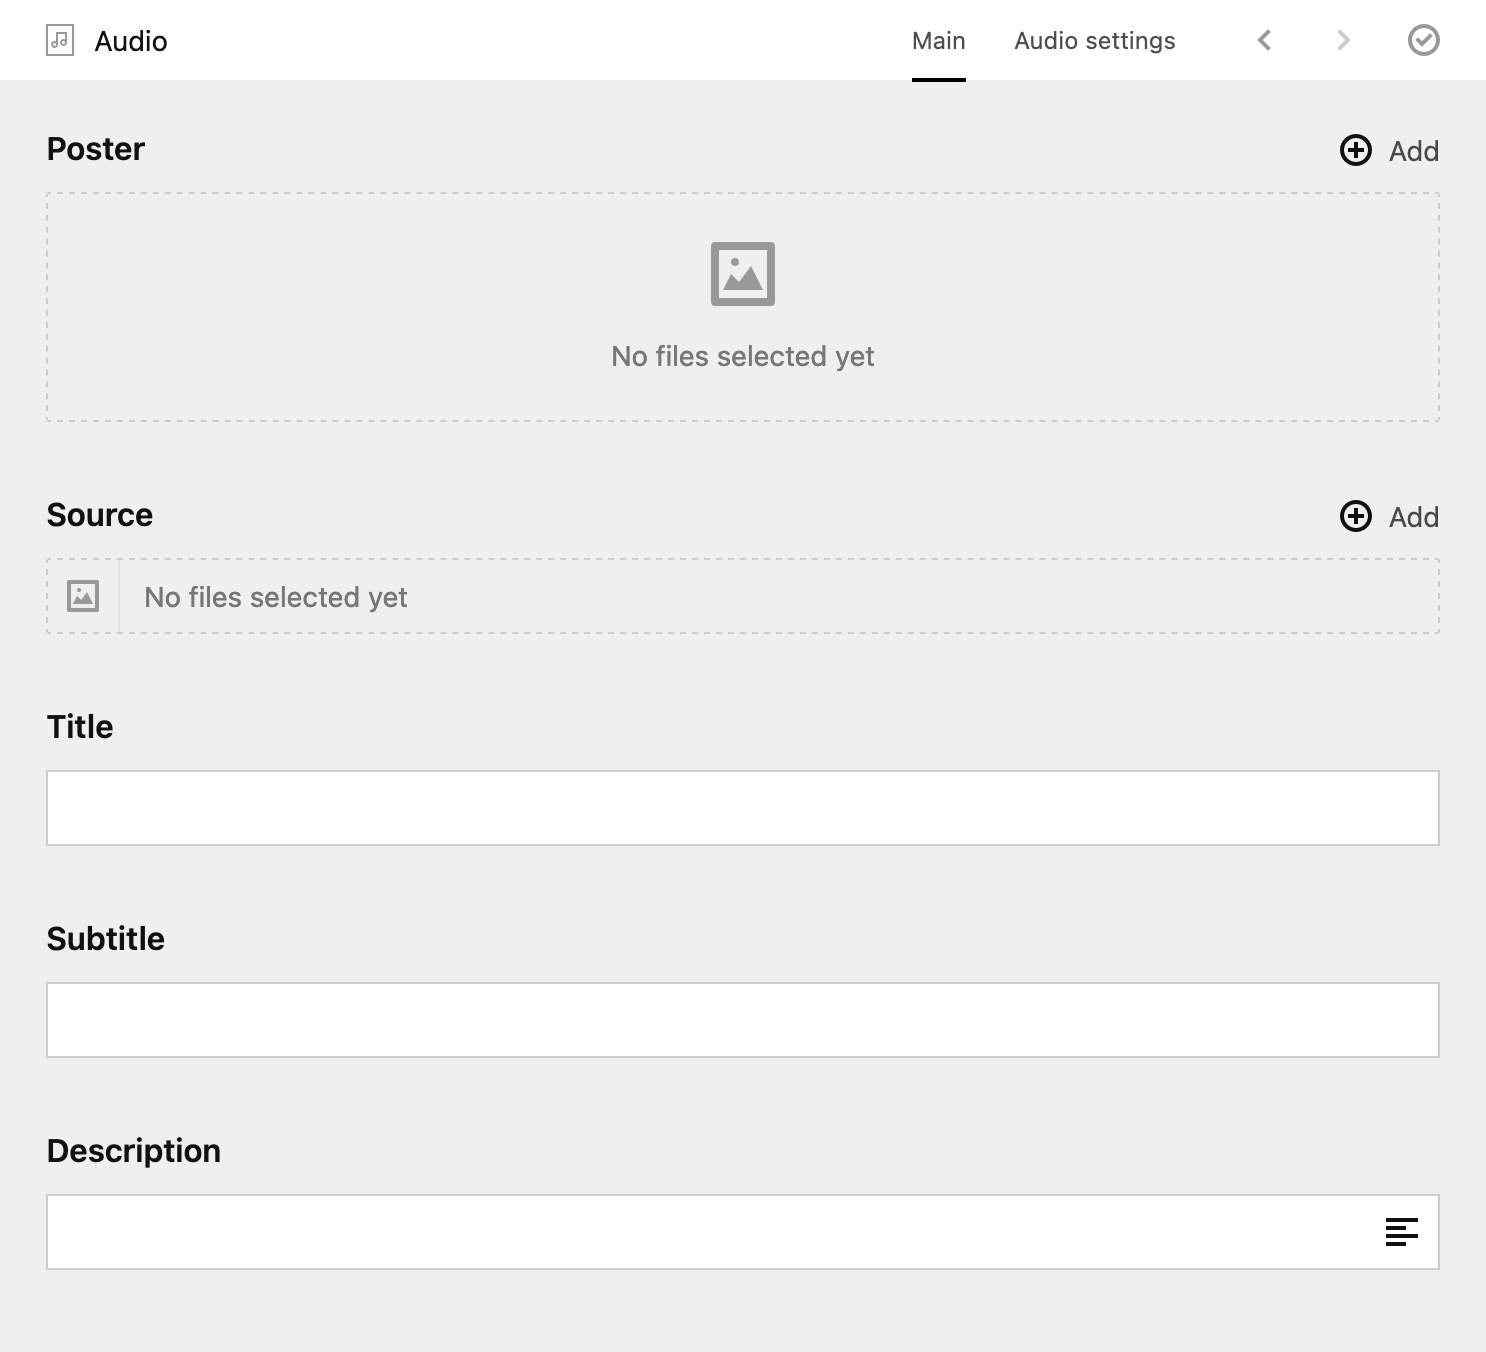 Audio
Main
Audio settings
Poster
Add
No files selected yet
Source
Add
No files selected yet
Title
Subtitle
Description